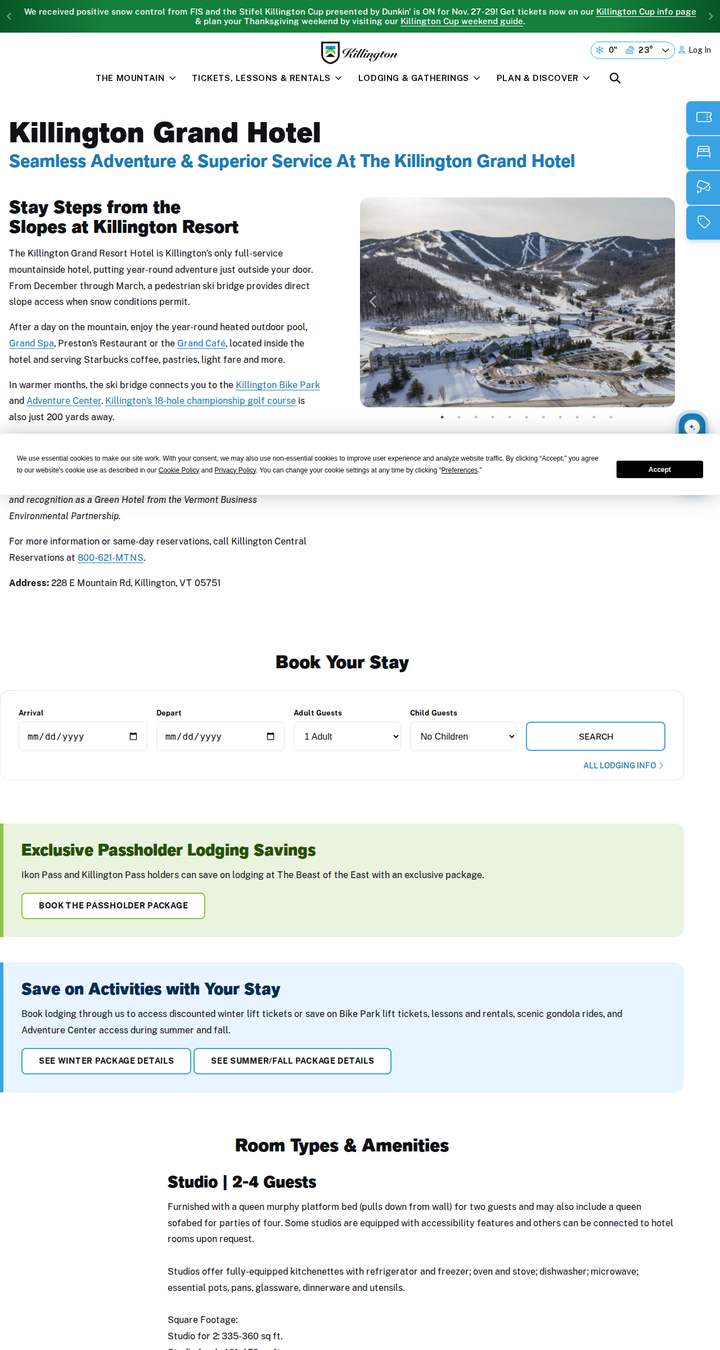 We received positive snow control from FIS and the Stifel Killington Cup presented by Dunkin' is ON for Nov. 27-29! Get tickets now on our Killington Cup info page
& plan your Thanksgiving weekend by visiting our Killington Cup weekend guide.
Killington
0" 23° Log In
THE MOUNTAIN TICKETS, LESSONS & RENTALS LODGING & GATHERINGS PLAN & DISCOVER
Killington Grand Hotel
Seamless Adventure & Superior Service At The Killington Grand Hotel
Stay Steps from the
Slopes at Killington Resort
The Killington Grand Resort Hotel is Killington's only full-service
mountainside hotel, putting year-round adventure just outside your door.
From December through March, a pedestrian ski bridge provides direct
slope access when snow conditions permit.
After a day on the mountain, enjoy the year-round heated outdoor pool,
Grand Spa, Preston's Restaurant or the Grand Café, located inside the
hotel and serving Starbucks coffee, pastries, light fare and more.
In warmer months, the ski bridge connects you to the Killington Bike Park
and Adventure Center. Killington's 18-hole championship golf course is
also just 200 yards away.
We use essential cookies to make our site work. With your consent, we may also use non-essential cookies to improve user experience and analyze website traffic. By clicking "Accept," you agree
to our website's cookie use as described in our Cookie Policy and Privacy Policy. You can change your cookie settings at any time by clicking "Preferences."
Accept
and recognition as a Green Hotel from the Vermont Business
Environmental Partnership.
For more information or same-day reservations, call Killington Central
Reservations at 800-621-MTNS.
Address: 228 E Mountain Rd, Killington, VT 05751
Book Your Stay
Arrival Depart Adult Guests Child Guests
mm/dd/yyyy mm/dd/yyyy 1 Adult No Children SEARCH
ALL LODGING INFO
Exclusive Passholder Lodging Savings
Ikon Pass and Killington Pass holders can save on lodging at The Beast of the East with an exclusive package.
BOOK THE PASSHOLDER PACKAGE
Save on Activities with Your Stay
Book lodging through us to access discounted winter lift tickets or save on Bike Park lift tickets, lessons and rentals, scenic gondola rides, and
Adventure Center access during summer and fall.
SEE WINTER PACKAGE DETAILS SEE SUMMER/FALL PACKAGE DETAILS
Room Types & Amenities
Studio | 2-4 Guests
Furnished with a queen murphy platform bed (pulls down from wall) for two guests and may also include a queen
sofabed for parties of four. Some studios are equipped with accessibility features and others can be connected to hotel
rooms upon request.
Studios offer fully-equipped kitchenettes with refrigerator and freezer; oven and stove; dishwasher; microwave;
essential pots, pans, glassware, dinnerware and utensils.
Square Footage:
Studio for 2: 335-360 sq ft.